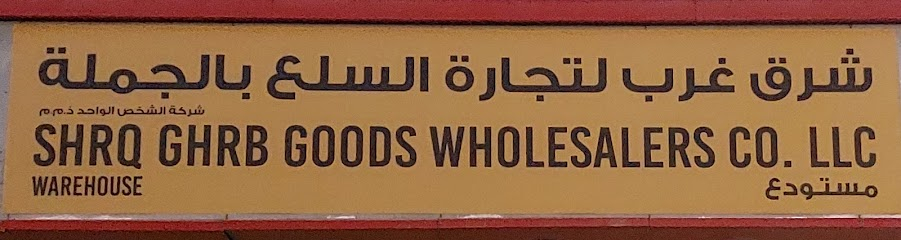 شرق غرب لتجارة السلع بالجملة
شركة الشخص الواحد ذ.م.م
SHRQ GHRB GOODS WHOLESALERS CO. LLC
WAREHOUSE مستودع